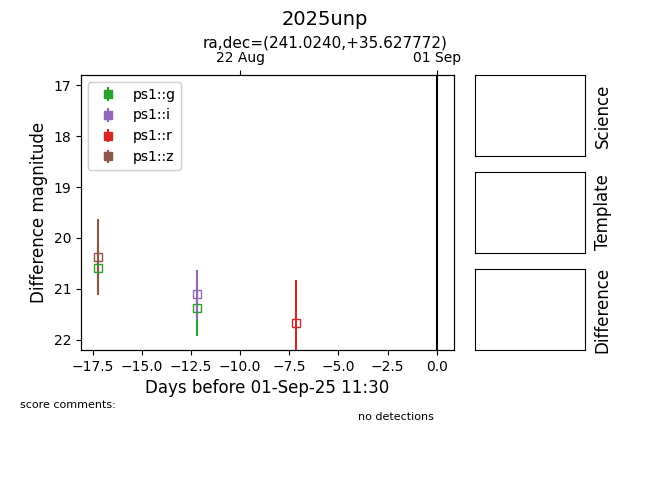 2025unp
ra,dec=(241.0240,+35.627772)
22 Aug 01 Sep
ps1::g
ps1::i
ps1::r
ps1::z
17
18
19
20
21
22
Difference magnitude
−17.5 −15.0 −12.5 −10.0 −7.5 −5.0 −2.5 0.0
Days before 01-Sep-25 11:30
Science
Template
Difference
score comments:
no detections